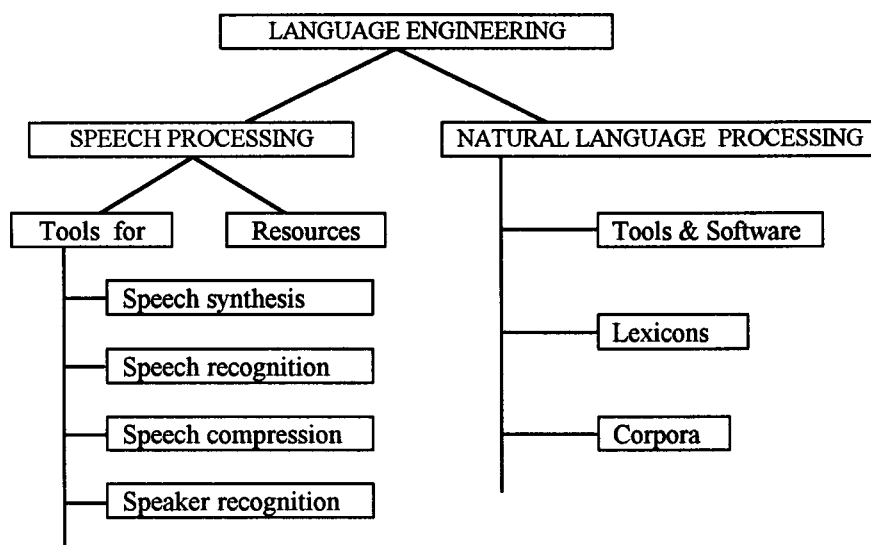 LANGUAGE ENGINEERING
SPEECH PROCESSING
NATURAL LANGUAGE PROCESSING
Tools for
Resources
Tools & Software
Speech synthesis
Lexicons
Speech recognition
Speech compression
Corpora
Speaker recognition